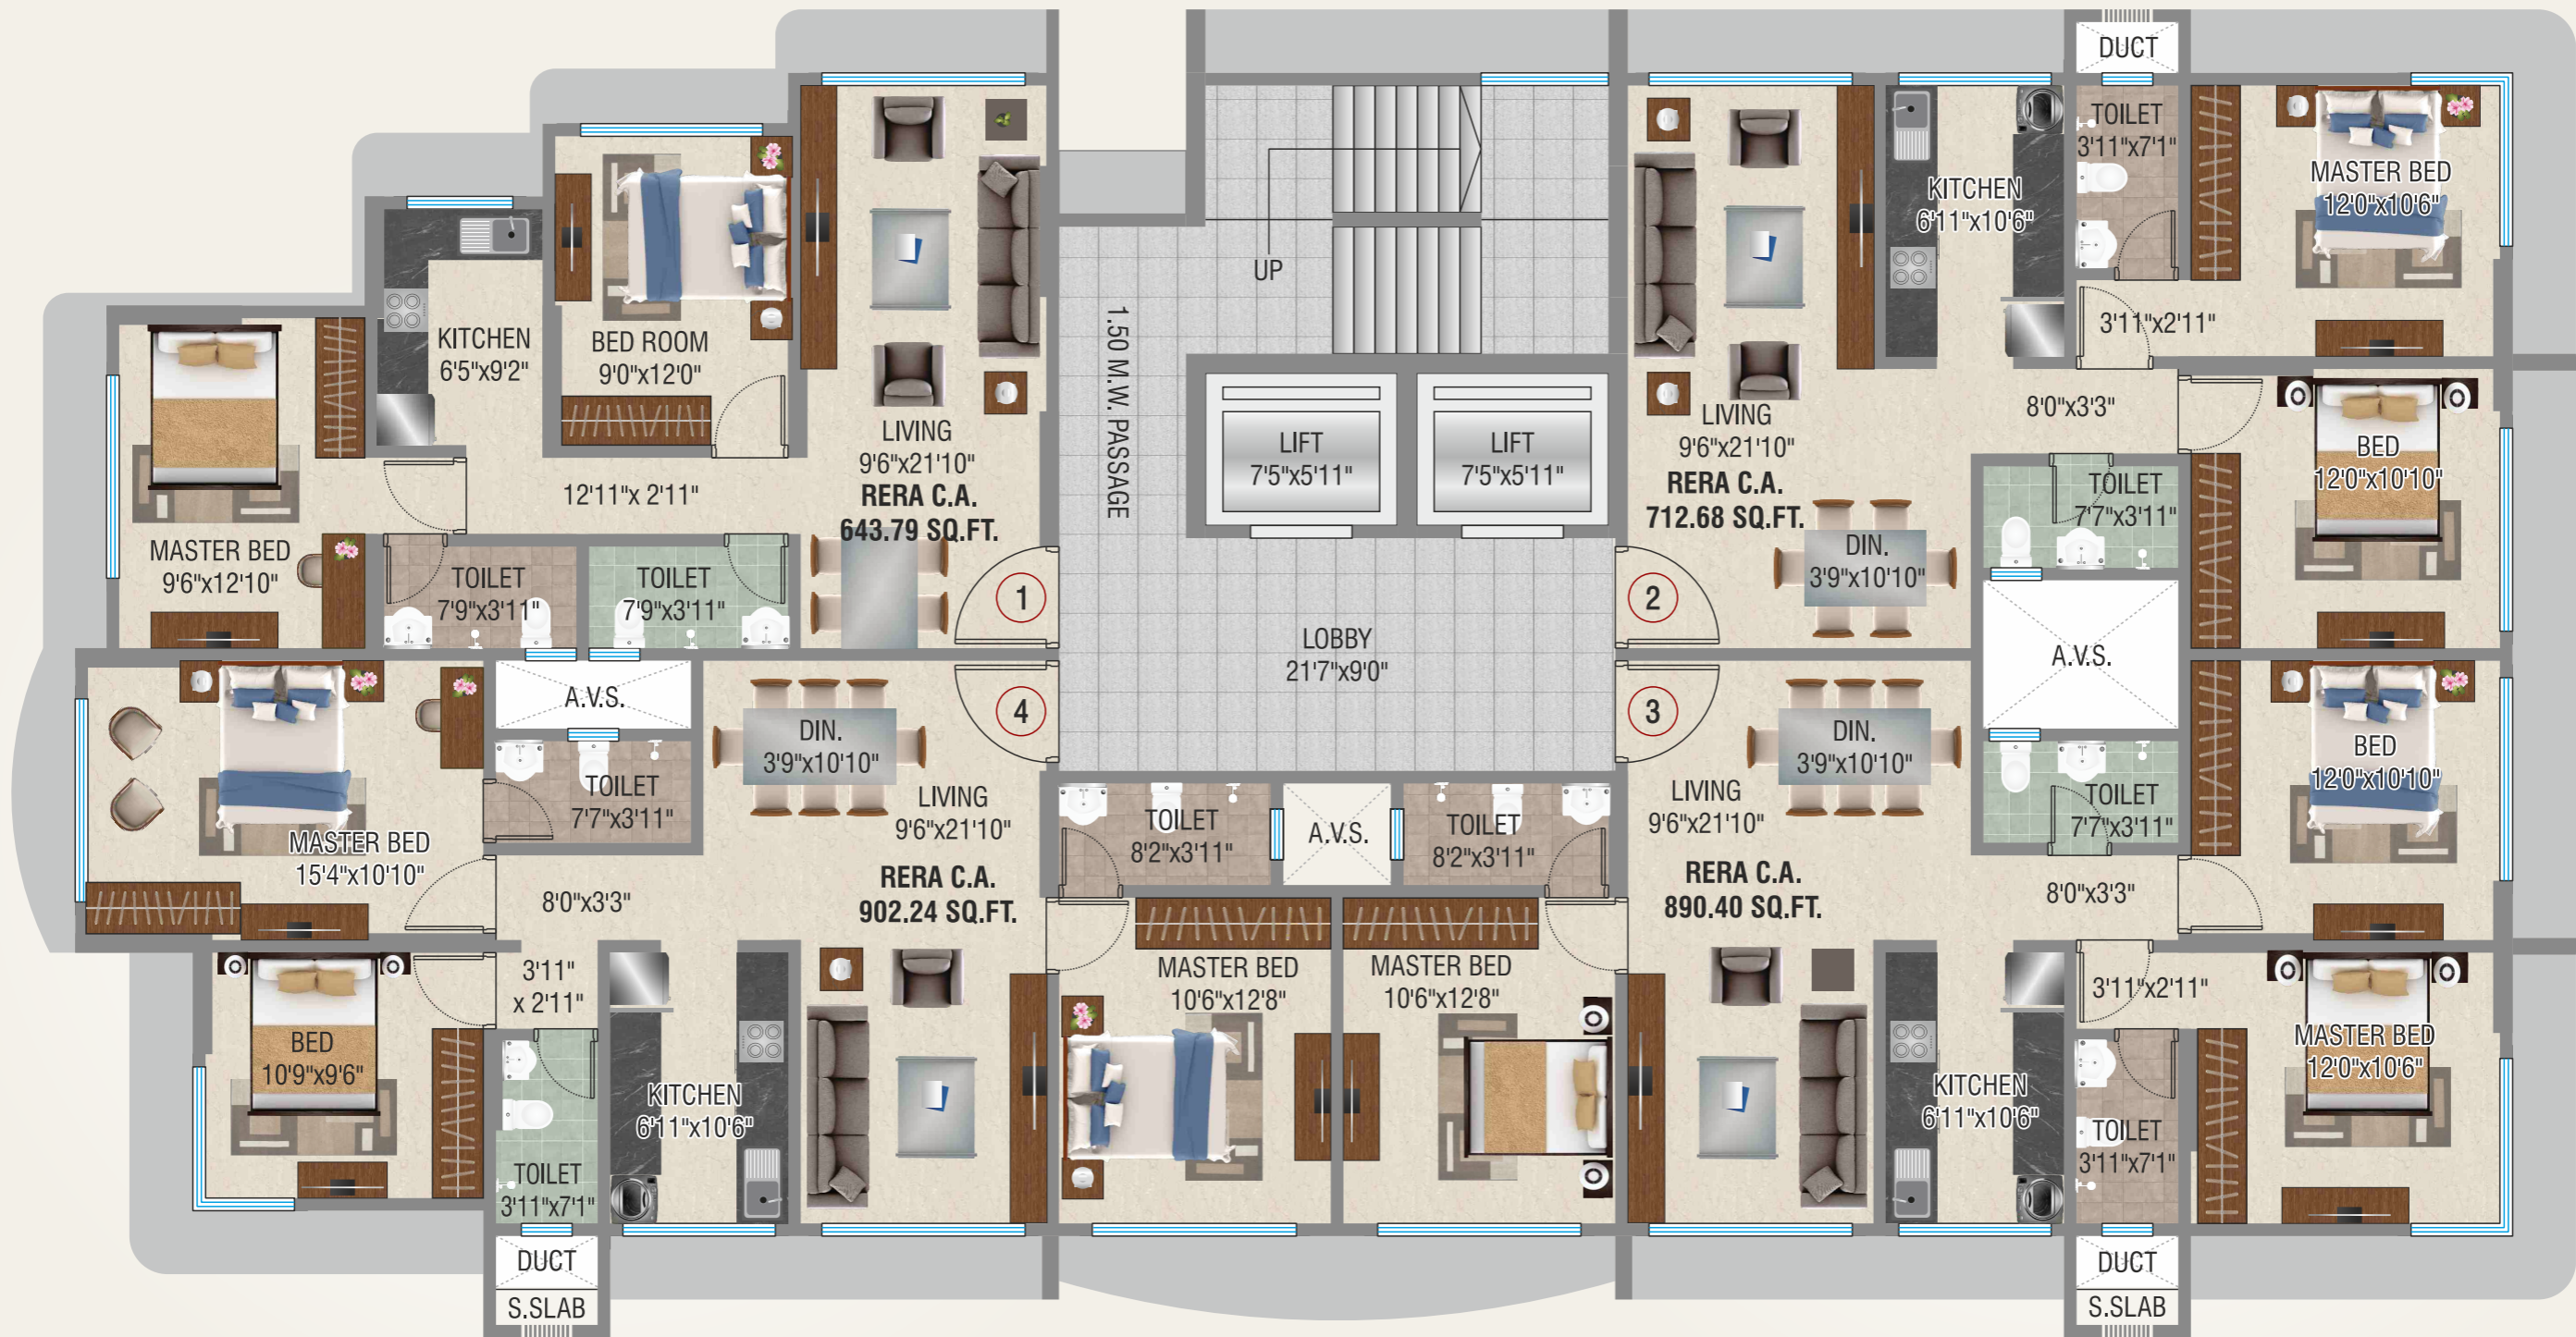 DUCT
TOILET
3'11"x7'1"
MASTER BED
12'0"x10'6"
KITCHEN
6'11"x10'6"
UP
3'11"x2'11"
1.50 M.W. PASSAGE
KITCHEN
6'5"x9'2"
BED ROOM
9'0"x12'0"
LIVING
9'6"x21'10"
RERA C.A.
643.79 SQ.FT.
LIFT
7'5"x5'11"
LIFT
7'5"x5'11"
LIVING
9'6"x21'10"
RERA C.A.
712.68 SQ.FT.
8'0"x3'3"
BED
12'0"x10'10"
TOILET
7'7"x3'11"
12'11"x 2'11"
MASTER BED
9'6"x12'10"
TOILET
7'9"x3'11"
TOILET
7'9"x3'11"
1
2
DIN.
3'9"x10'10"
LOBBY
21'7"x9'0"
A.V.S.
A.V.S.
4
3
DIN.
3'9"x10'10"
DIN.
3'9"x10'10"
BED
12'0"x10'10"
TOILET
7'7"x3'11"
TOILET
7'7"x3'11"
LIVING
9'6"x21'10"
LIVING
9'6"x21'10"
TOILET
8'2"x3'11"
A.V.S.
TOILET
8'2"x3'11"
MASTER BED
15'4"x10'10"
RERA C.A.
902.24 SQ.FT.
RERA C.A.
890.40 SQ.FT.
8'0"x3'3"
8'0"x3'3"
3'11"
x 2'11"
MASTER BED
10'6"x12'8"
MASTER BED
10'6"x12'8"
3'11"x2'11"
BED
10'9"x9'6"
MASTER BED
12'0"x10'6"
KITCHEN
6'11"x10'6"
KITCHEN
6'11"x10'6"
TOILET
3'11"x7'1"
TOILET
3'11"x7'1"
DUCT
S.SLAB
DUCT
S.SLAB